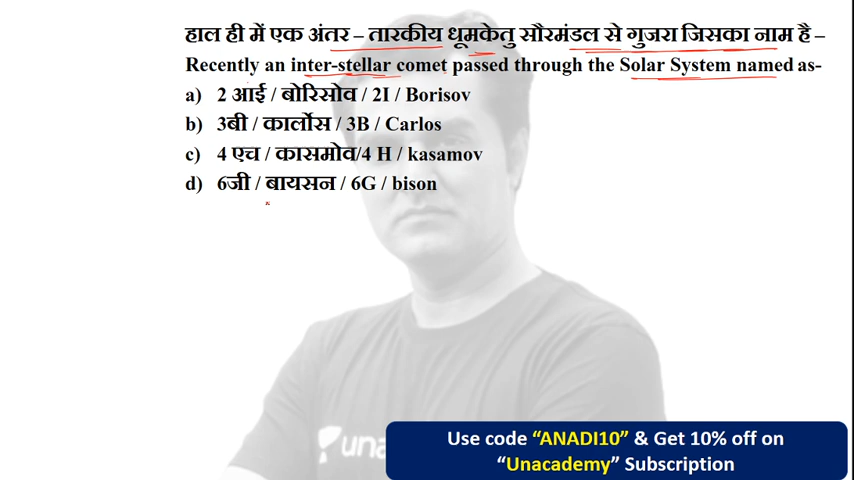 हाल ही में एक अंतर – तारकीय धूमकेतु सौरमंडल से गुजरा जिसका नाम है –
Recently an inter-stellar comet passed through the Solar System named as-
a) 2 आई / बोरिसोव / 2I / Borisov
b) 3बी / कार्लोस / 3B / Carlos
c) 4 एच / कासमोव/4 H / kasamov
d) 6जी / बायसन / 6G / bison
una
Use code “ANADI10” & Get 10% off on
“Unacademy” Subscription